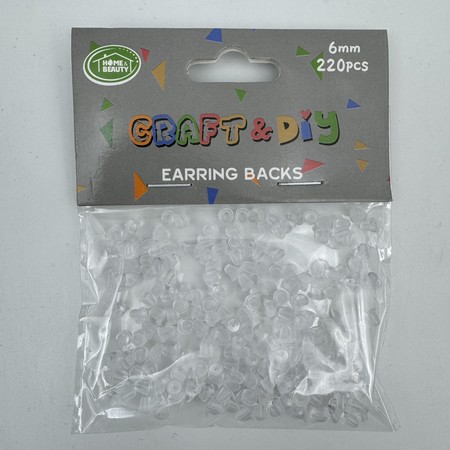 HOME &
BEAUTY
6mm
220pcs
CRAFT & DiY
EARRING BACKS